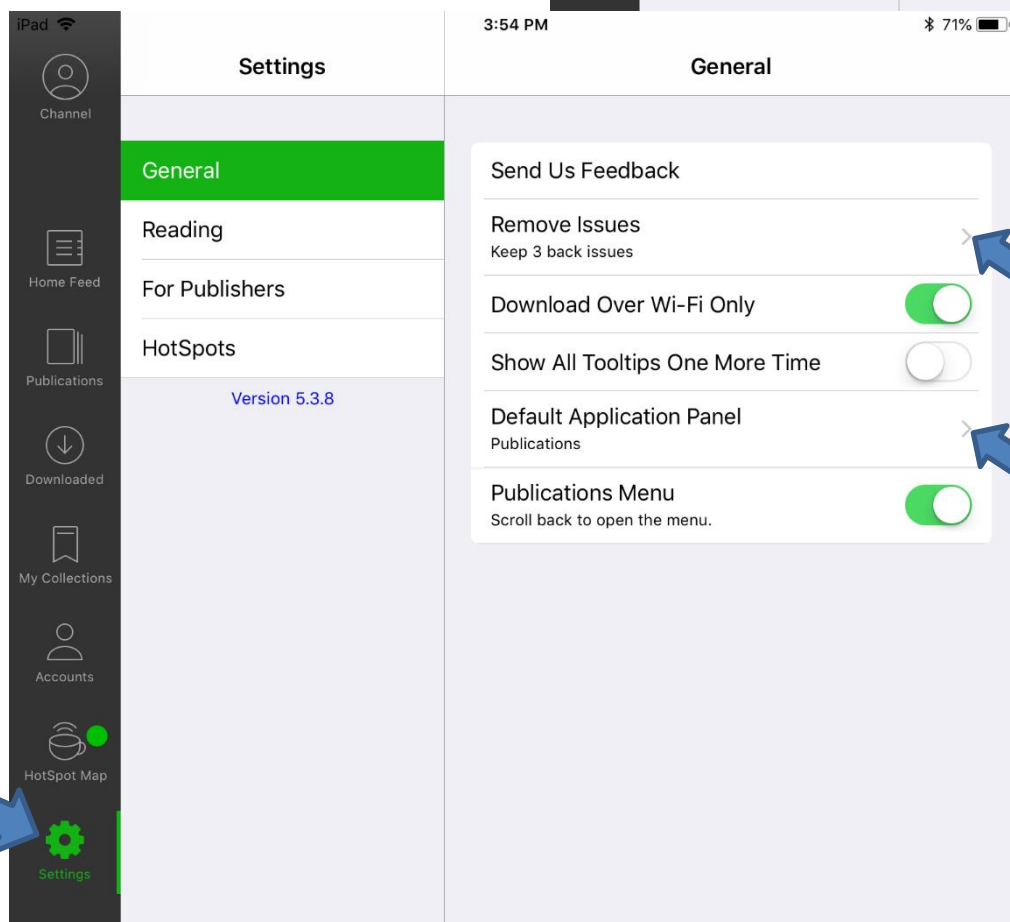 iPad
3:54 PM
71%
Settings
General
Channel
Home Feed
Publications
Downloaded
My Collections
Accounts
HotSpot Map
Settings
General
Reading
For Publishers
HotSpots
Version 5.3.8
Send Us Feedback
Remove Issues
Keep 3 back issues
Download Over Wi-Fi Only
Show All Tooltips One More Time
Default Application Panel
Publications
Publications Menu
Scroll back to open the menu.